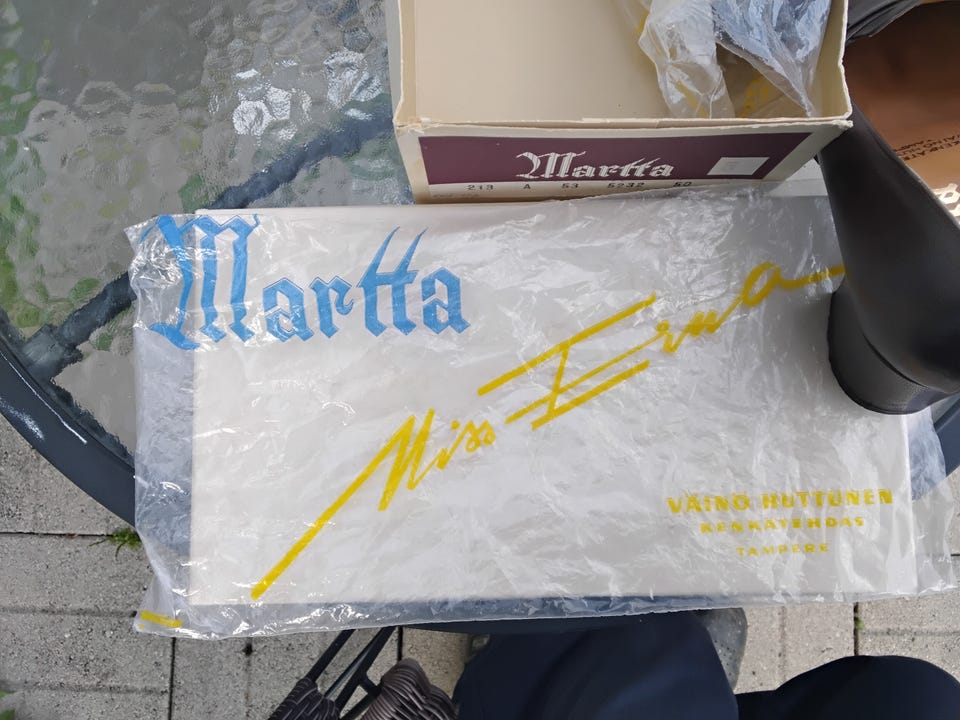 Martta
213 A 53 5232 50
Martta
Miss Erna
VÄINÖ HUTTUNEN
KENKÄTEHDAS
TAMPERE